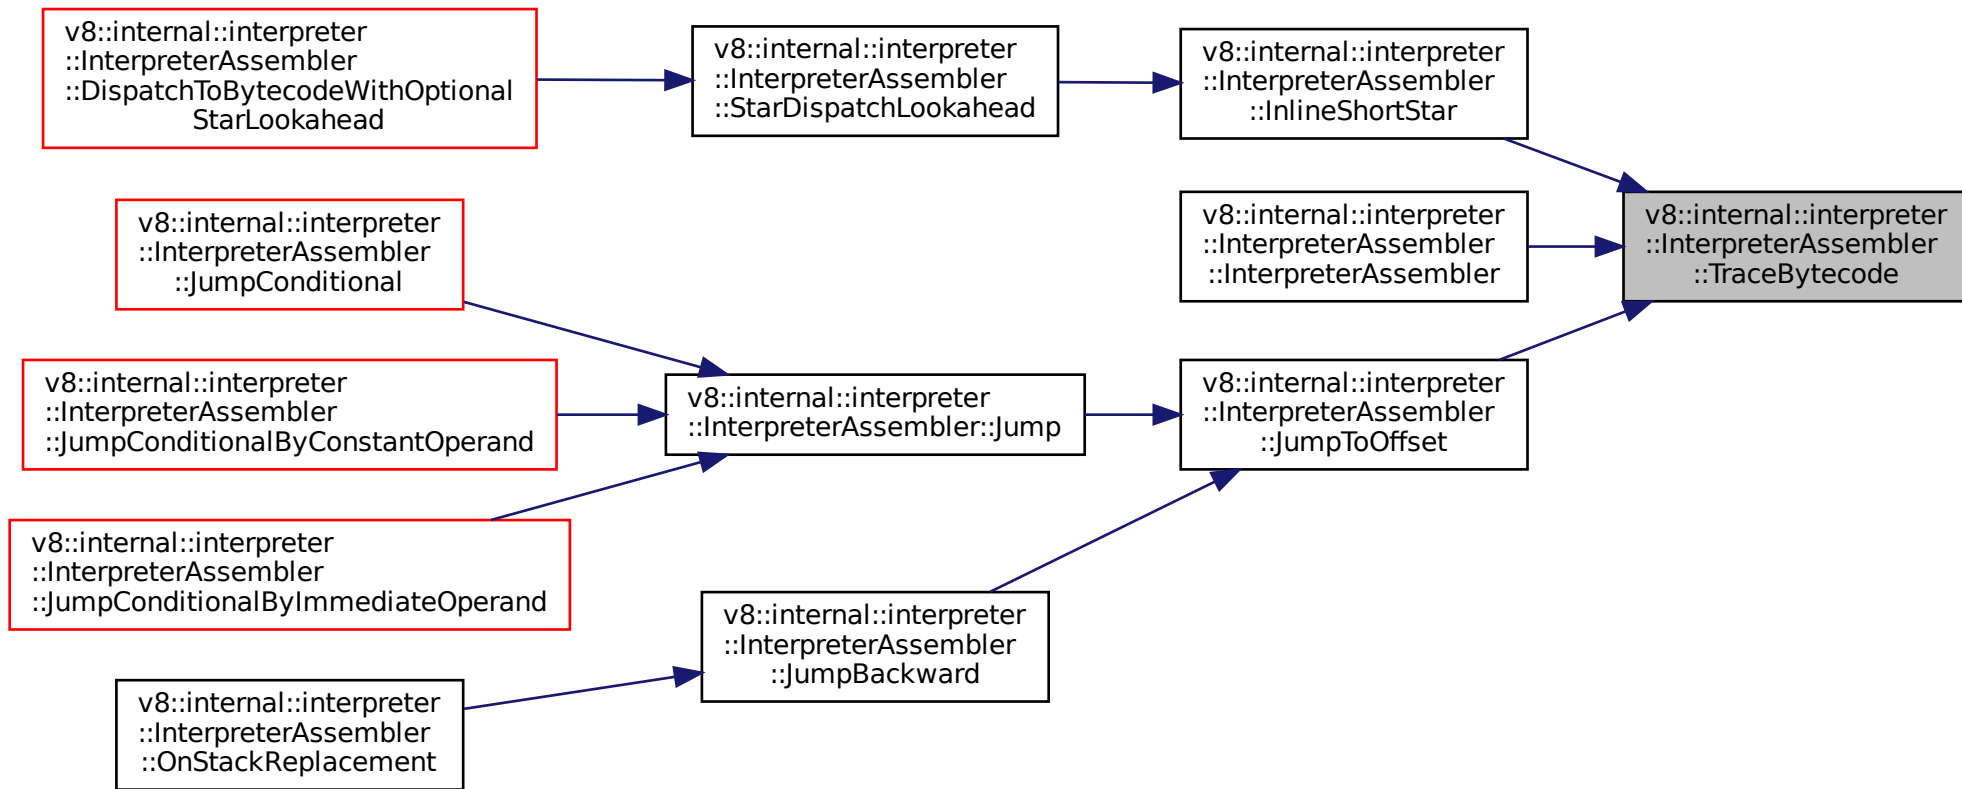 v8::internal::interpreter
::InterpreterAssembler
::DispatchToBytecodeWithOptional
StarLookahead
v8::internal::interpreter
::InterpreterAssembler
::StarDispatchLookahead
v8::internal::interpreter
::InterpreterAssembler
::InlineShortStar
v8::internal::interpreter
::InterpreterAssembler
::InterpreterAssembler
v8::internal::interpreter
::InterpreterAssembler
::TraceBytecode
v8::internal::interpreter
::InterpreterAssembler
::JumpConditional
v8::internal::interpreter
::InterpreterAssembler
::JumpConditionalByConstantOperand
v8::internal::interpreter
::InterpreterAssembler::Jump
v8::internal::interpreter
::InterpreterAssembler
::JumpToOffset
v8::internal::interpreter
::InterpreterAssembler
::JumpConditionalByImmediateOperand
v8::internal::interpreter
::InterpreterAssembler
::JumpBackward
v8::internal::interpreter
::InterpreterAssembler
::OnStackReplacement